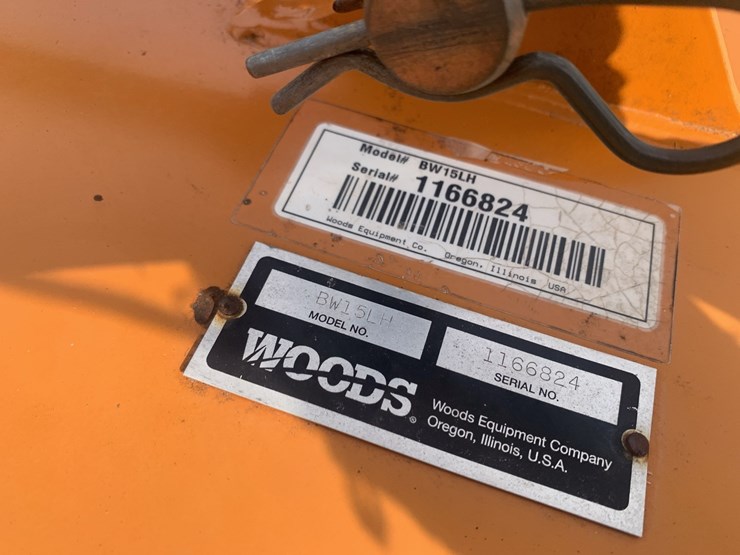 Model# BW15LH
Serial# 1166824
Woods Equipment Co. Oregon, Illinois USA
BW15LH
MODEL NO.
1166824
SERIAL NO.
WOODS®
Woods Equipment Company
Oregon, Illinois, U.S.A.